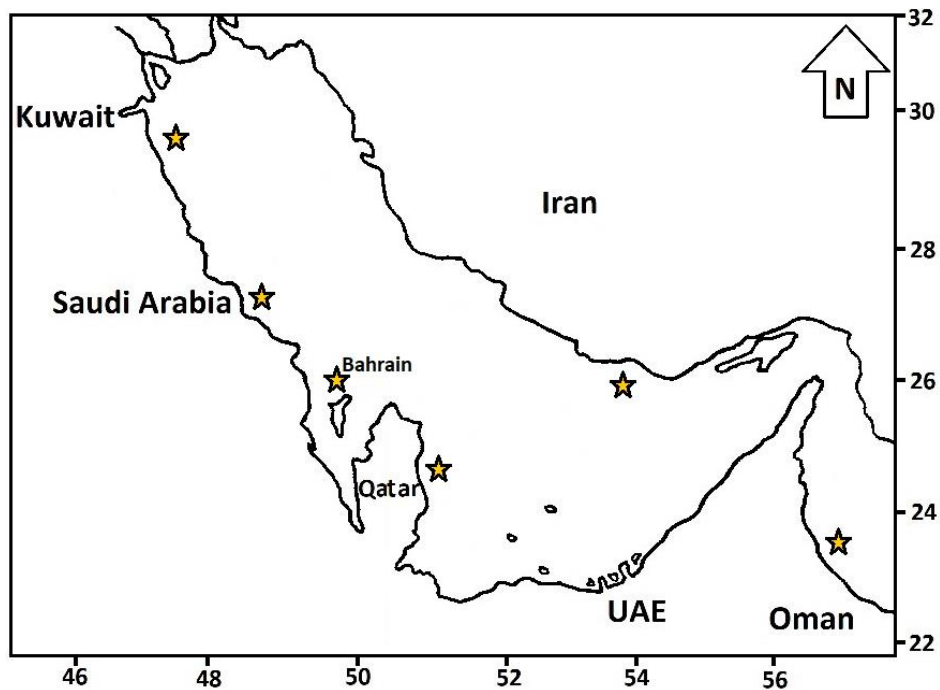 32
N
30
Kuwait
Iran
28
Saudi Arabia
Bahrain
26
Qatar
24
UAE
Oman
22
46 48 50 52 54 56